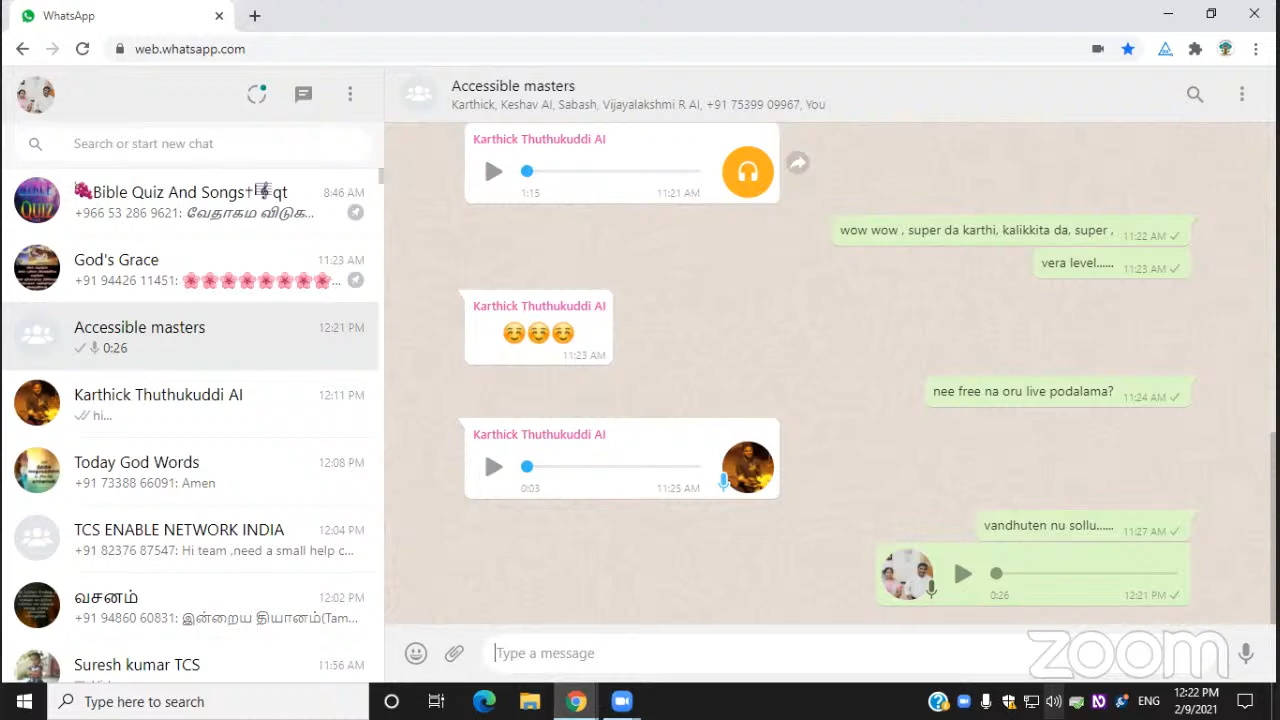 WhatsApp
web.whatsapp.com
Search or start new chat
Bible Quiz And Songs✝🎼qt
8:46 AM
+966 53 286 9621: வேதாகம விடுக...
God's Grace
11:23 AM
+91 94426 11451: 🌸🌸🌸🌸🌸🌸🌸🌸...
Accessible masters
12:21 PM
0:26
Karthick Thuthukuddi AI
12:11 PM
hi...
Today God Words
12:08 PM
+91 73388 66091: Amen
TCS ENABLE NETWORK INDIA
12:04 PM
+91 82376 87547: Hi team ,need a small help c...
வசனம்
12:02 PM
+91 94860 60831: இன்றைய தியானம்(Tam...
Suresh kumar TCS
11:56 AM
Accessible masters
Karthick, Keshav AI, Sabash, Vijayalakshmi R AI, +91 75399 09967, You
Karthick Thuthukuddi AI
1:15
11:21 AM
wow wow , super da karthi, kalikkita da, super ,
11:22 AM
vera level......
11:23 AM
Karthick Thuthukuddi AI
☺☺☺
11:23 AM
nee free na oru live podalama?
11:24 AM
Karthick Thuthukuddi AI
0:03
11:25 AM
vandhuten nu sollu......
11:27 AM
0:26
12:21 PM
Type a message
zoom
Type here to search
ENG
12:22 PM
2/9/2021